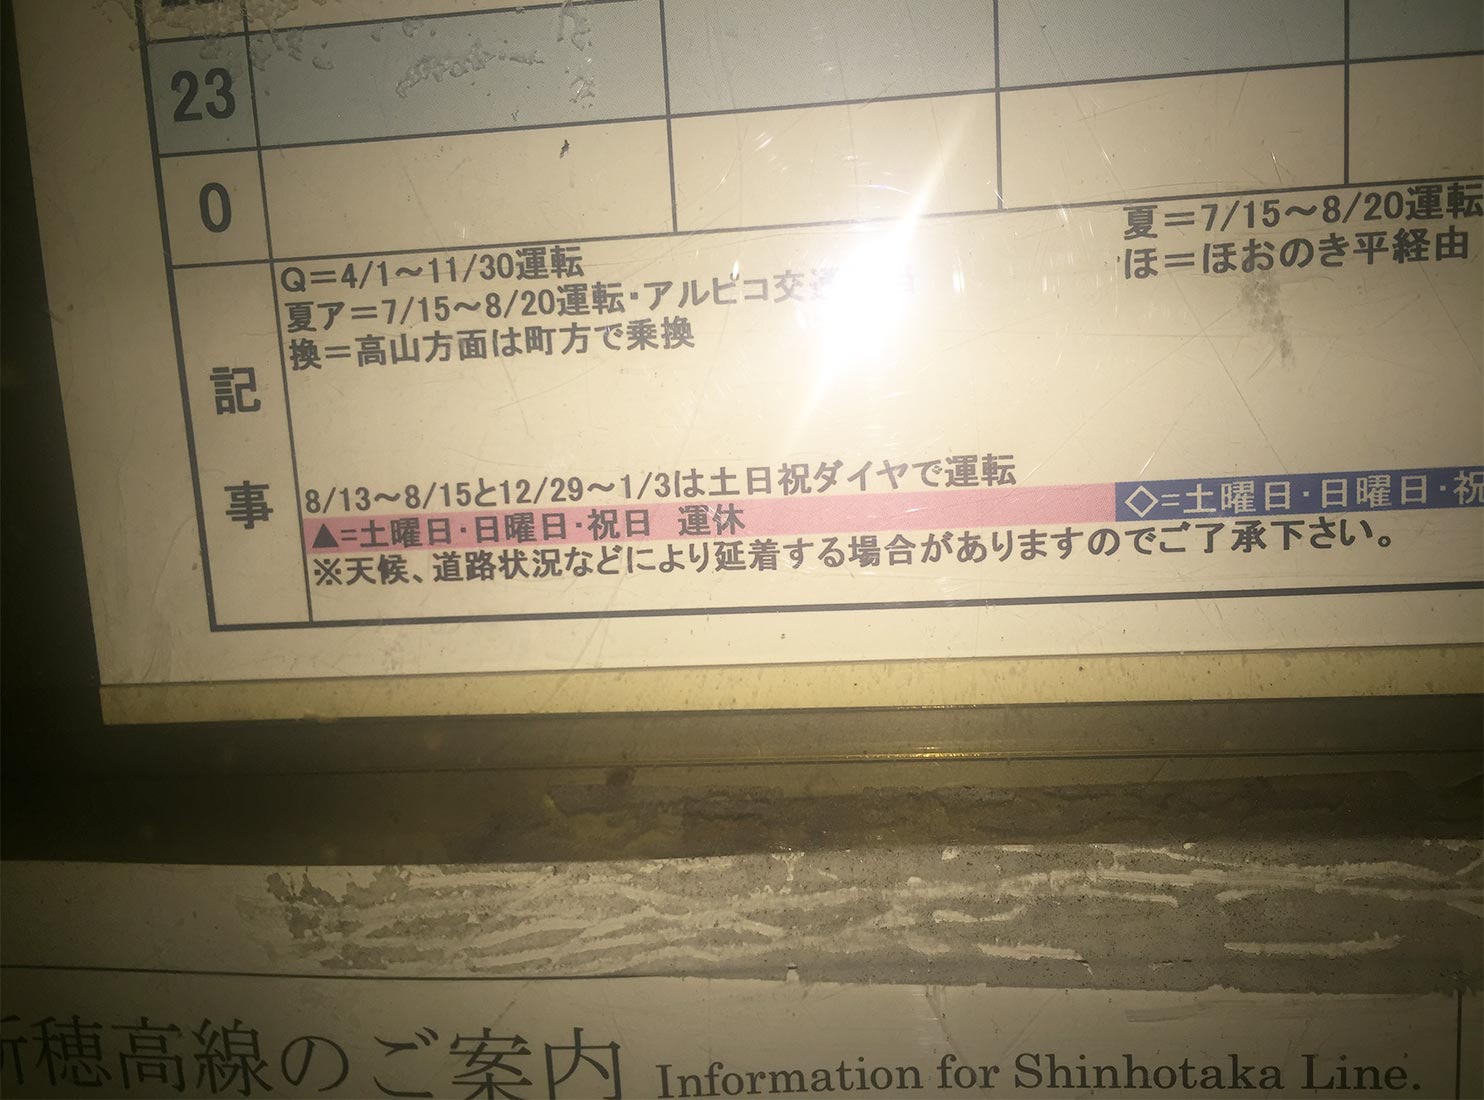 23
0
記事
Q=4/1～11/30運転
夏ア=7/15～8/20運転・アルピコ交
換=高山方面は町方で乗換
夏=7/15～8/20運転
ほ=ほおのき平経由
8/13～8/15と12/29～1/3は土日祝ダイヤで運転
▲=土曜日・日曜日・祝日 運休
◇=土曜日・日曜日・祝
※天候、道路状況などにより延着する場合がありますのでご了承下さい。
穂高線のご案内 Information for Shinhotaka Line.